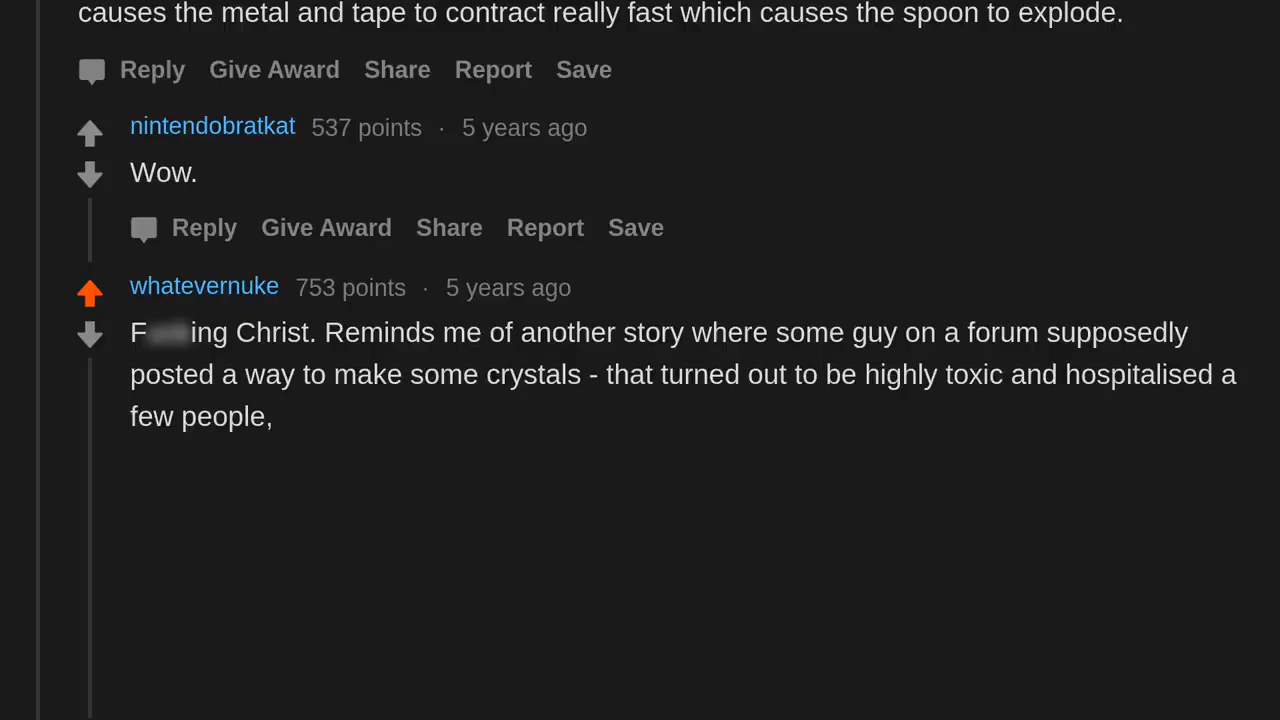 causes the metal and tape to contract really fast which causes the spoon to explode.
Reply Give Award Share Report Save
nintendobratkat 537 points · 5 years ago
Wow.
Reply Give Award Share Report Save
whatevernuke 753 points · 5 years ago
F ing Christ. Reminds me of another story where some guy on a forum supposedly
posted a way to make some crystals - that turned out to be highly toxic and hospitalised a
few people,